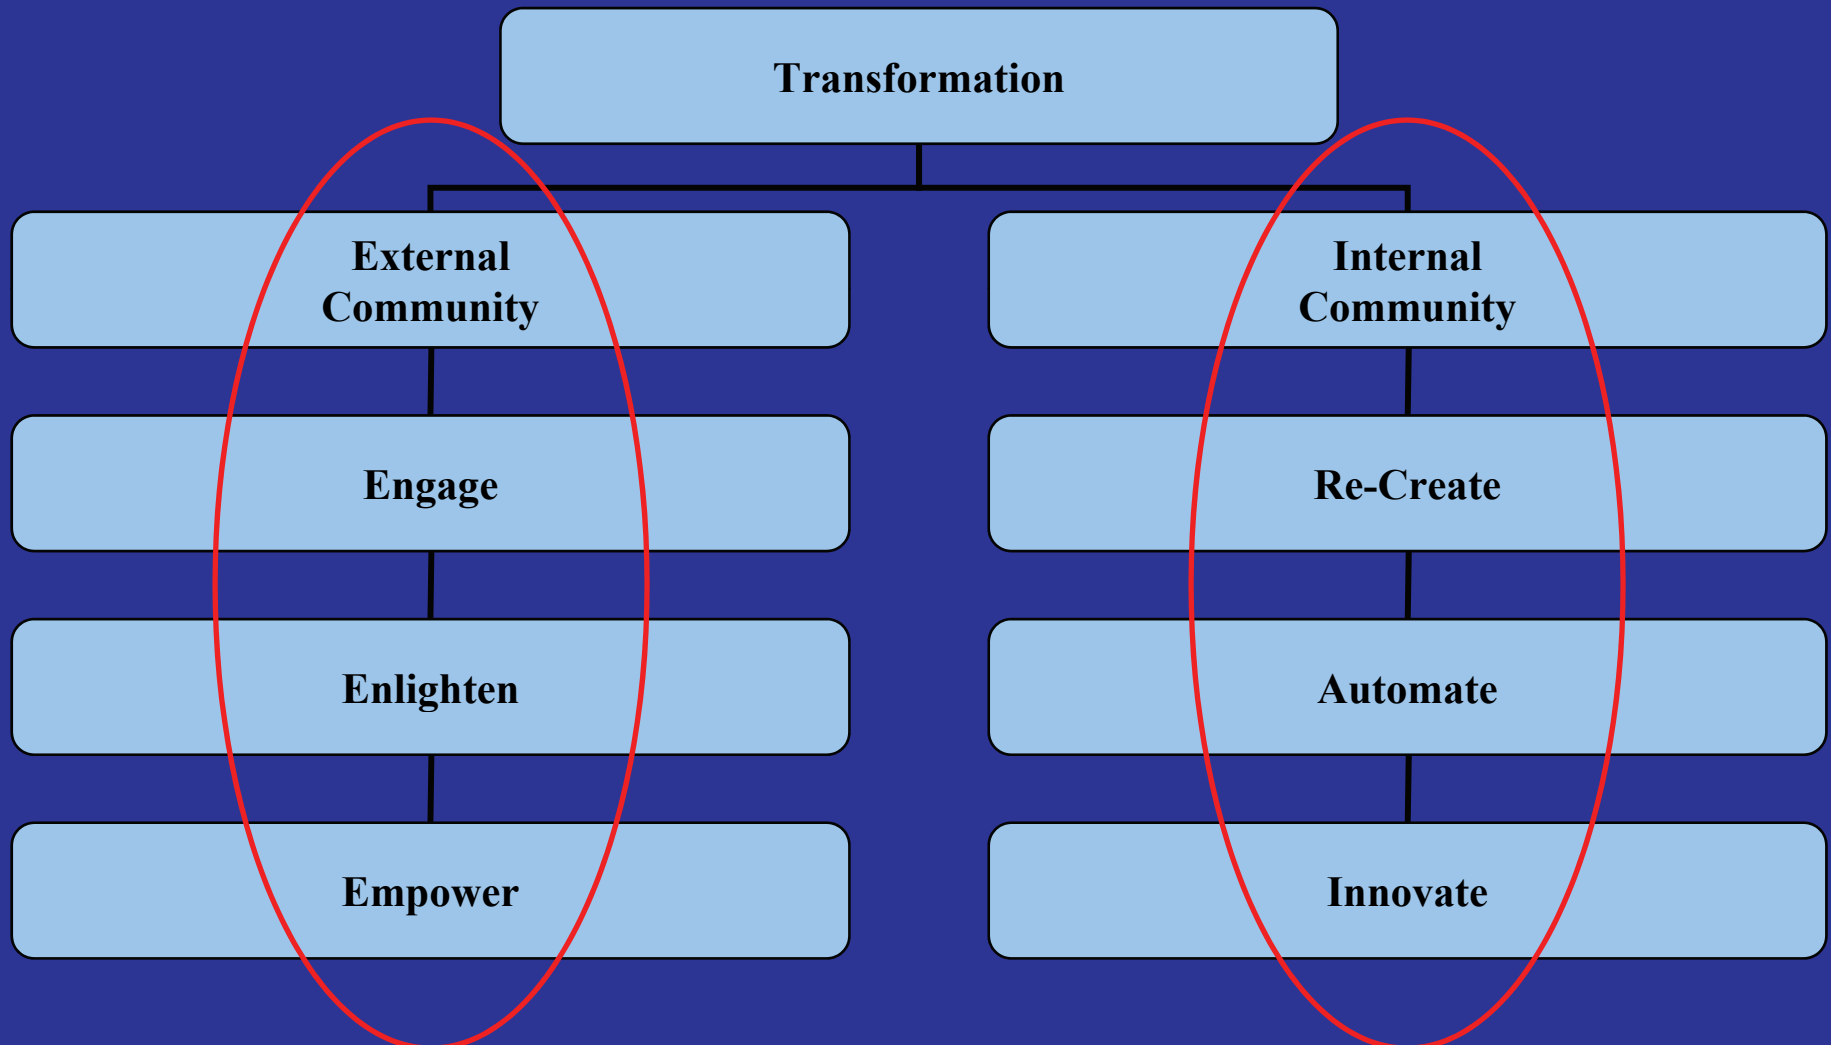 Transformation
External
Community
Engage
Enlighten
Empower
Internal
Community
Re-Create
Automate
Innovate